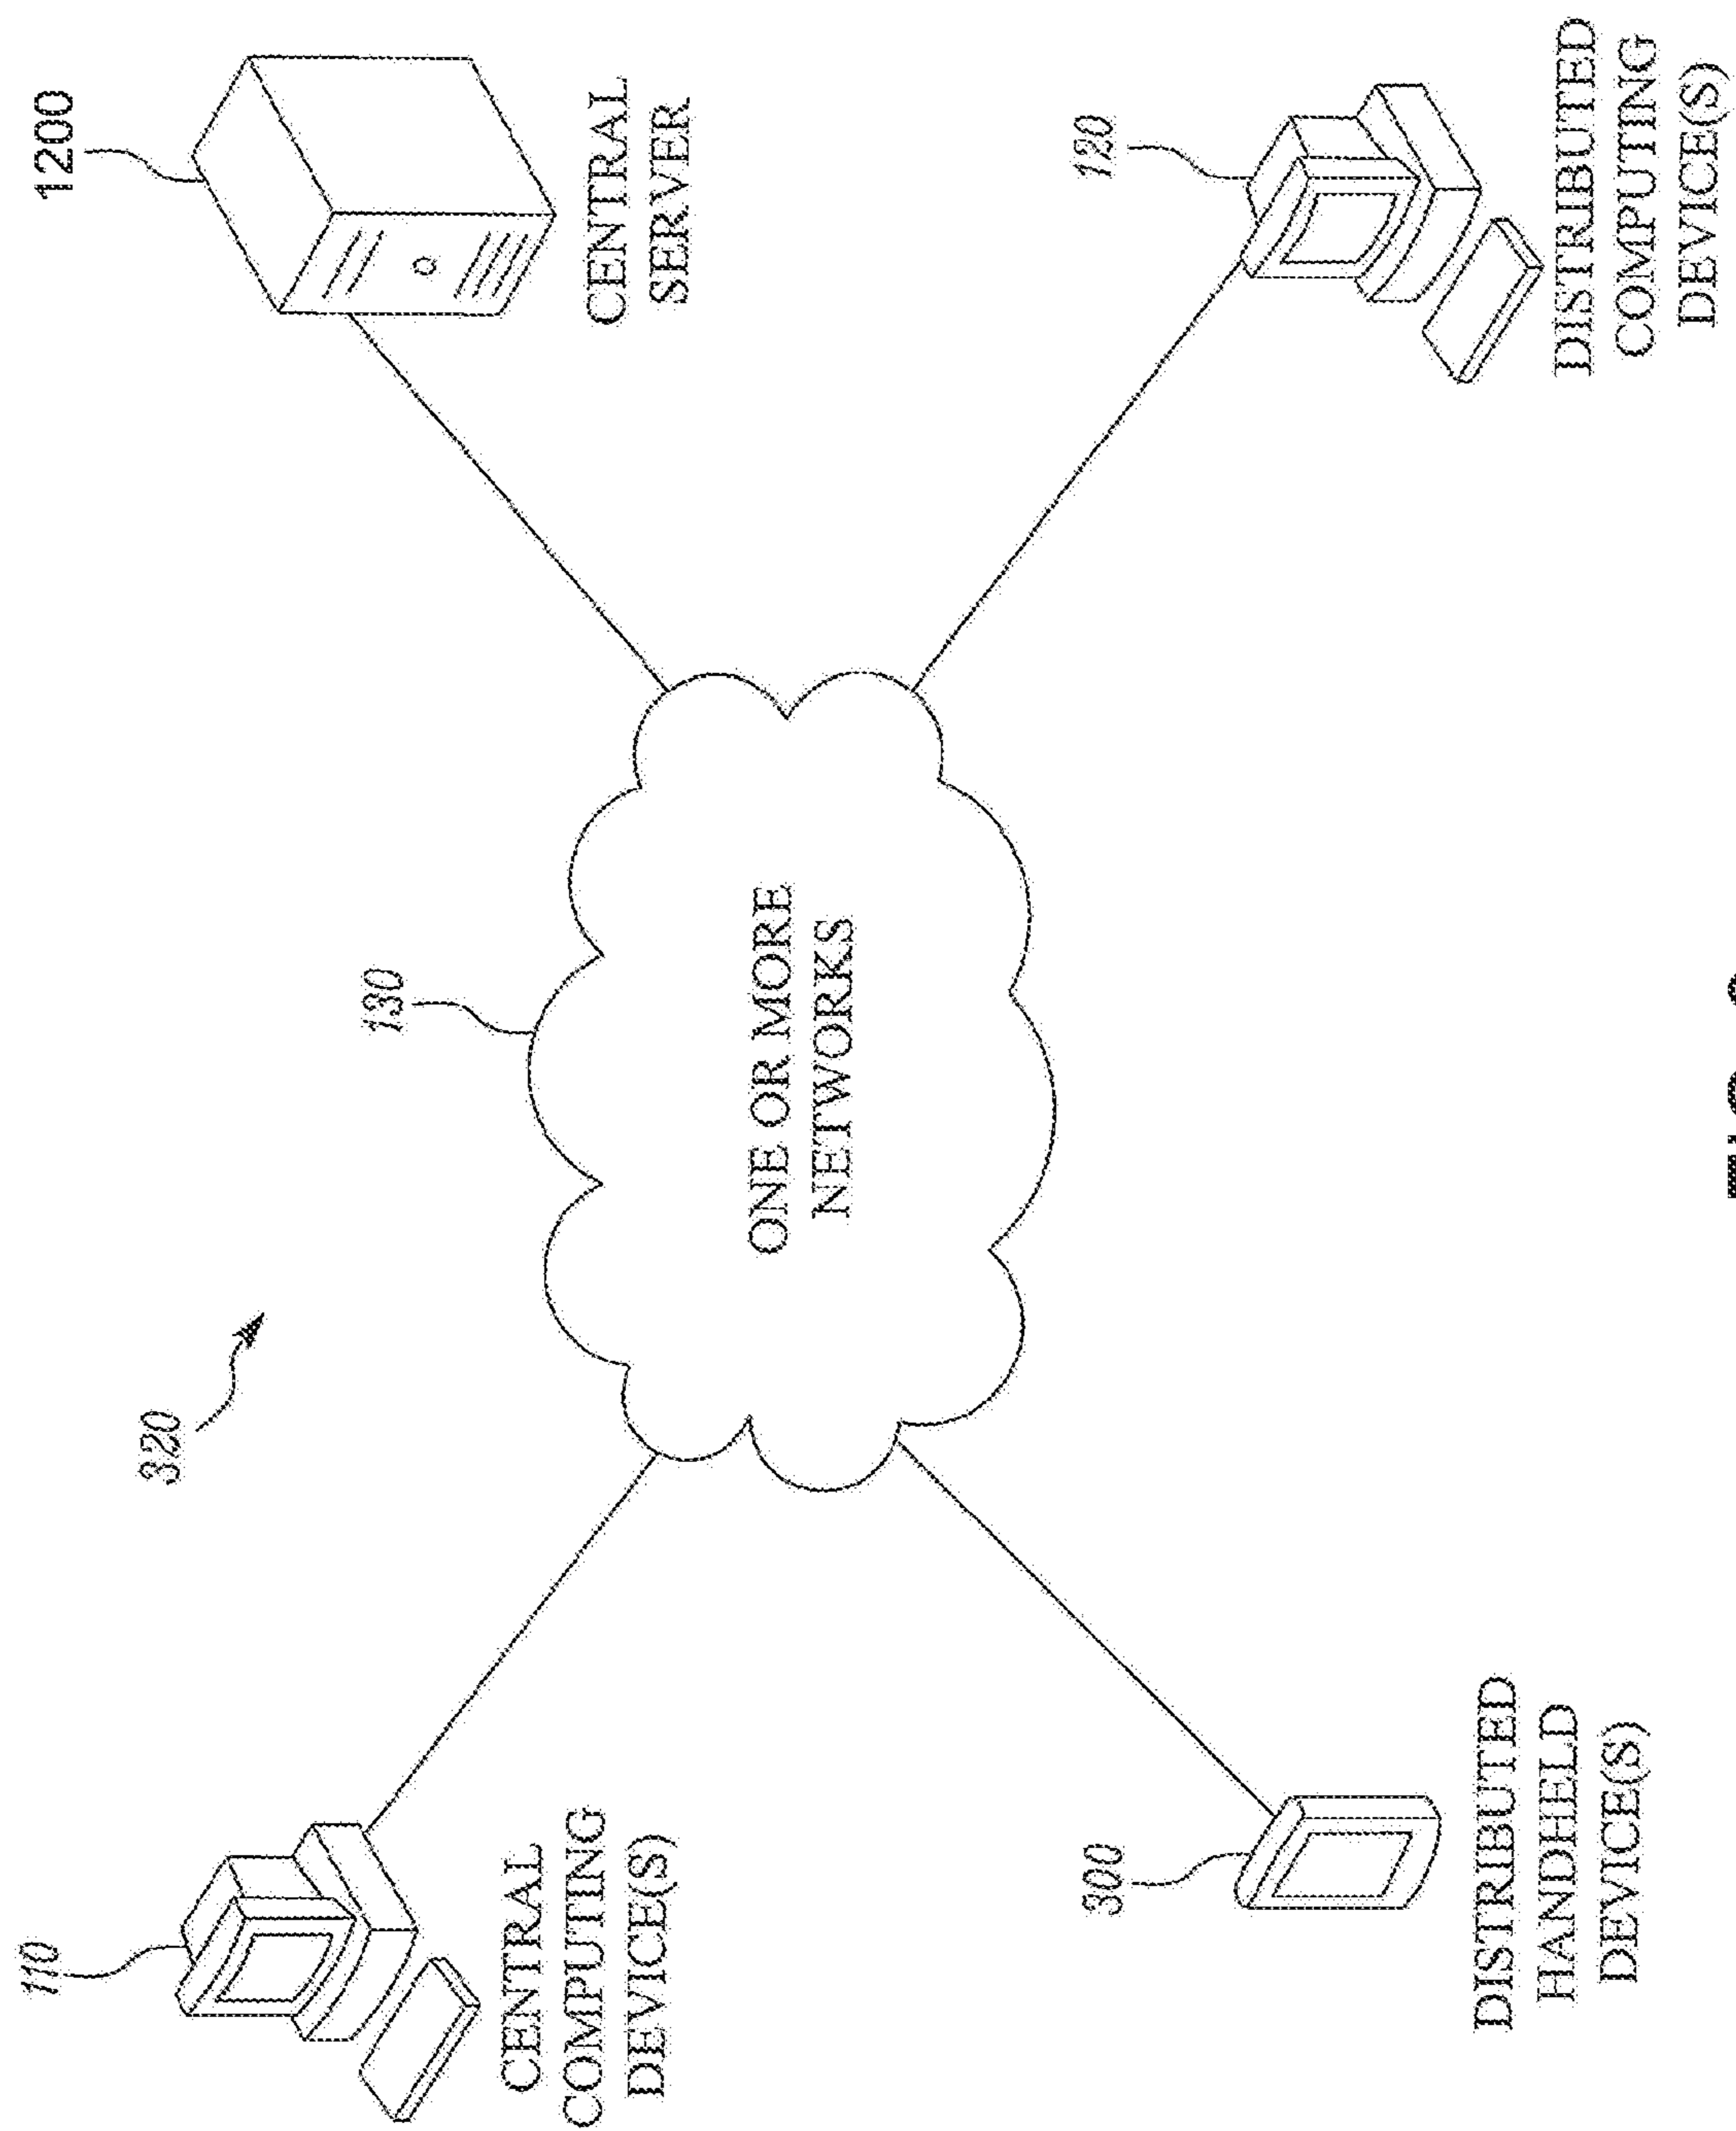 320
110
CENTRAL
COMPUTING
DEVICE(S)
130
1200
CENTRAL
SERVER
ONE OR MORE
NETWORKS
300
DISTRIBUTED
HANDHELD
DEVICE(S)
120
DISTRIBUTED
COMPUTING
DEVICE(S)